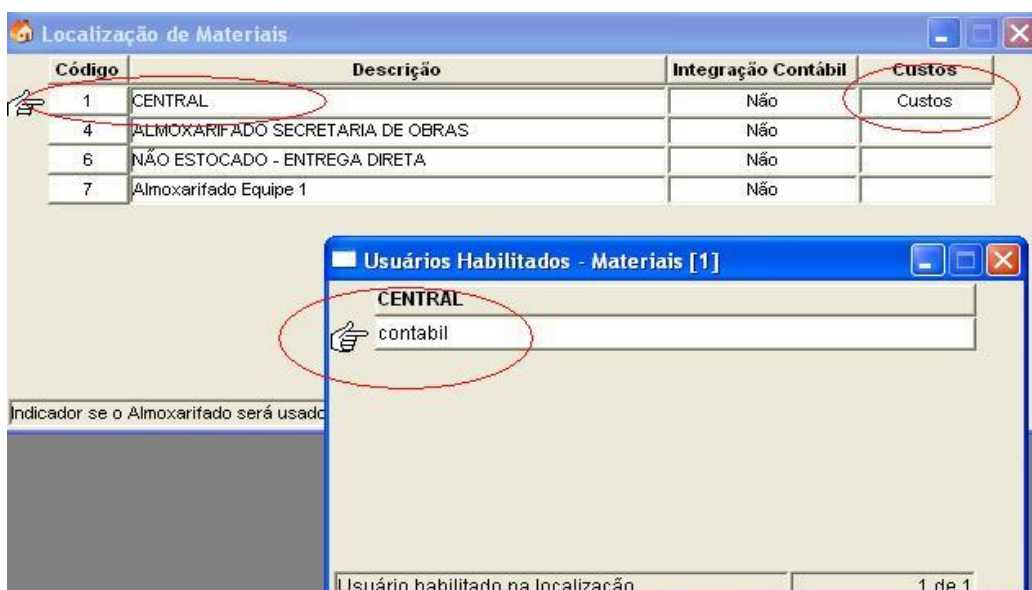 Localização de Materiais
Código Descrição Integração Contábil Custos
1 CENTRAL Não Custos
4 ALMOXARIFADO SECRETARIA DE OBRAS Não
6 NÃO ESTOCADO - ENTREGA DIRETA Não
7 Almoxarifado Equipe 1 Não
Usuários Habilitados - Materiais [1]
CENTRAL
contabil
Indicador se o Almoxarifado será usado
Usuário habilitado na localização 1 de 1